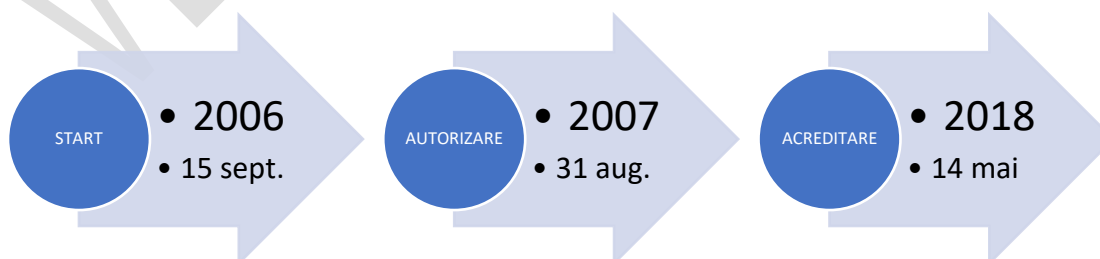 START
• 2006
• 15 sept.
AUTORIZARE
• 2007
• 31 aug.
ACREDITARE
• 2018
• 14 mai